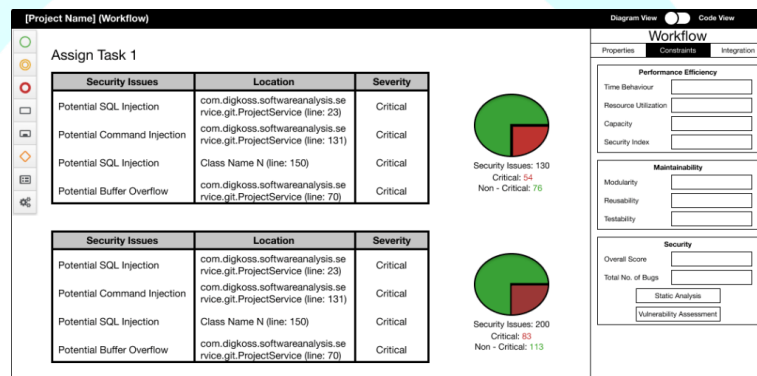 [Project Name] (Workflow)
Diagram View
Code View
Assign Task 1
Security Issues Location Severity
Potential SQL Injection com.digkoss.softwareanalysis.se
rvice.git.ProjectService (line: 23) Critical
Potential Command Injection com.digkoss.softwareanalysis.se
rvice.git.ProjectService (line: 131) Critical
Potential SQL Injection Class Name N (line: 150) Critical
Potential Buffer Overflow com.digkoss.softwareanalysis.se
rvice.git.ProjectService (line: 70) Critical
Security Issues: 130
Critical: 54
Non - Critical: 76
Security Issues Location Severity
Potential SQL Injection com.digkoss.softwareanalysis.se
rvice.git.ProjectService (line: 23) Critical
Potential Command Injection com.digkoss.softwareanalysis.se
rvice.git.ProjectService (line: 131) Critical
Potential SQL Injection Class Name N (line: 150) Critical
Potential Buffer Overflow com.digkoss.softwareanalysis.se
rvice.git.ProjectService (line: 70) Critical
Security Issues: 200
Critical: 83
Non - Critical: 113
Workflow
Properties Constraints Integration
Performance Efficiency
Time Behaviour
Resource Utilization
Capacity
Security Index
Maintainability
Modularity
Reusability
Testability
Security
Overall Score
Total No. of Bugs
Static Analysis
Vulnerability Assessment